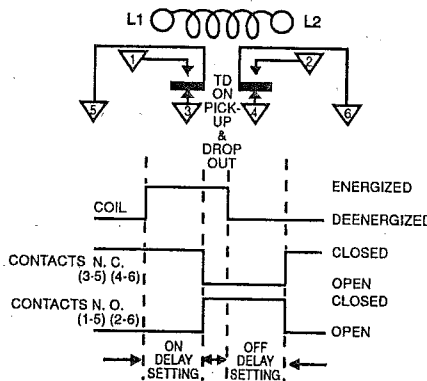 L1 L2
1 2
5 3 4 6
TD
ON
PICK-
UP
&
DROP
OUT
ENERGIZED
COIL
DEENERGIZED
CONTACTS N. C.
(3-5) (4-6)
CLOSED
OPEN
CONTACTS N. O.
(1-5) (2-6)
CLOSED
OPEN
ON
DELAY
SETTING
OFF
DELAY
SETTING